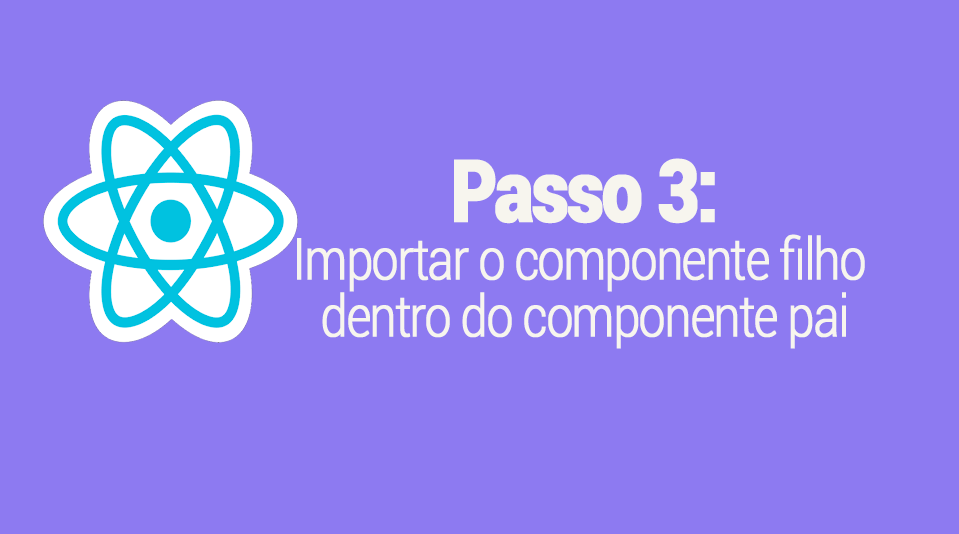 Passo 3:
Importar o componente filho
dentro do componente pai